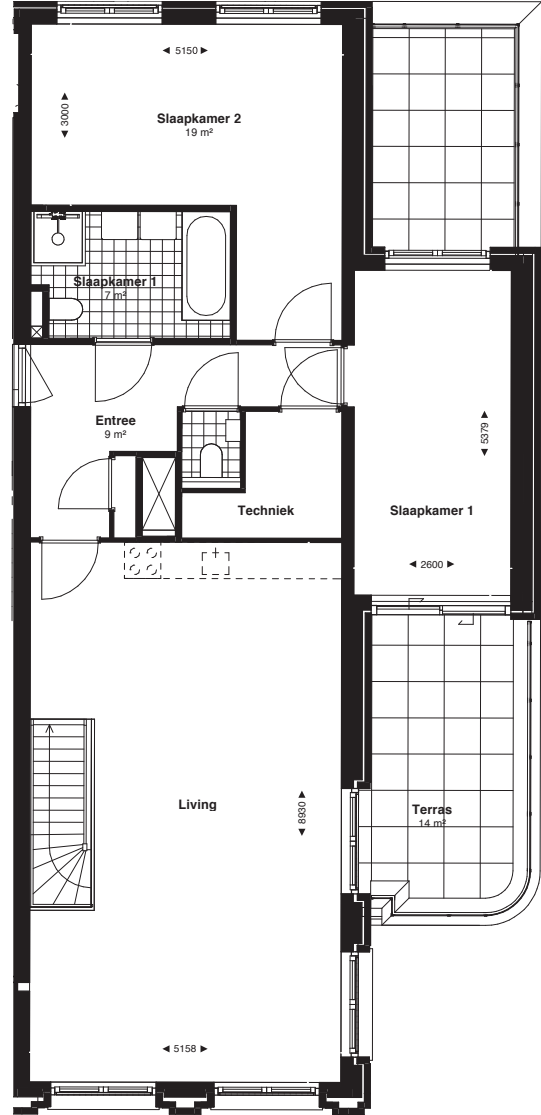 ◄ 5150 ►
◄ 3000 ►
Slaapkamer 2
19 m²
Slaapkamer 1
7 m²
Entree
9 m²
◄ 5379 ►
Techniek
Slaapkamer 1
◄ 2600 ►
Living
◄ 8930 ►
Terras
14 m²
◄ 5158 ►